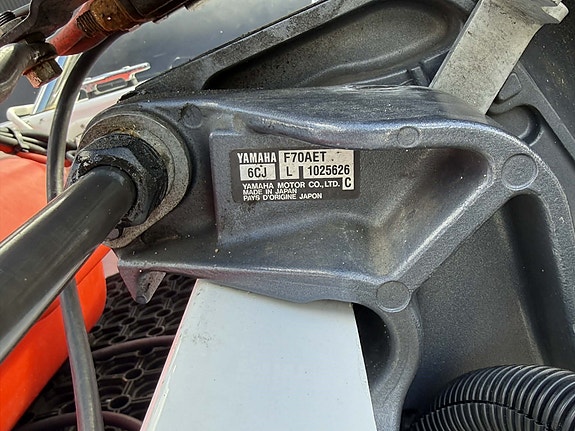 YAMAHA F70AET
6CJ L 1025626
YAMAHA MOTOR CO.,LTD. C
MADE IN JAPAN
PAYS D'ORIGINE JAPON